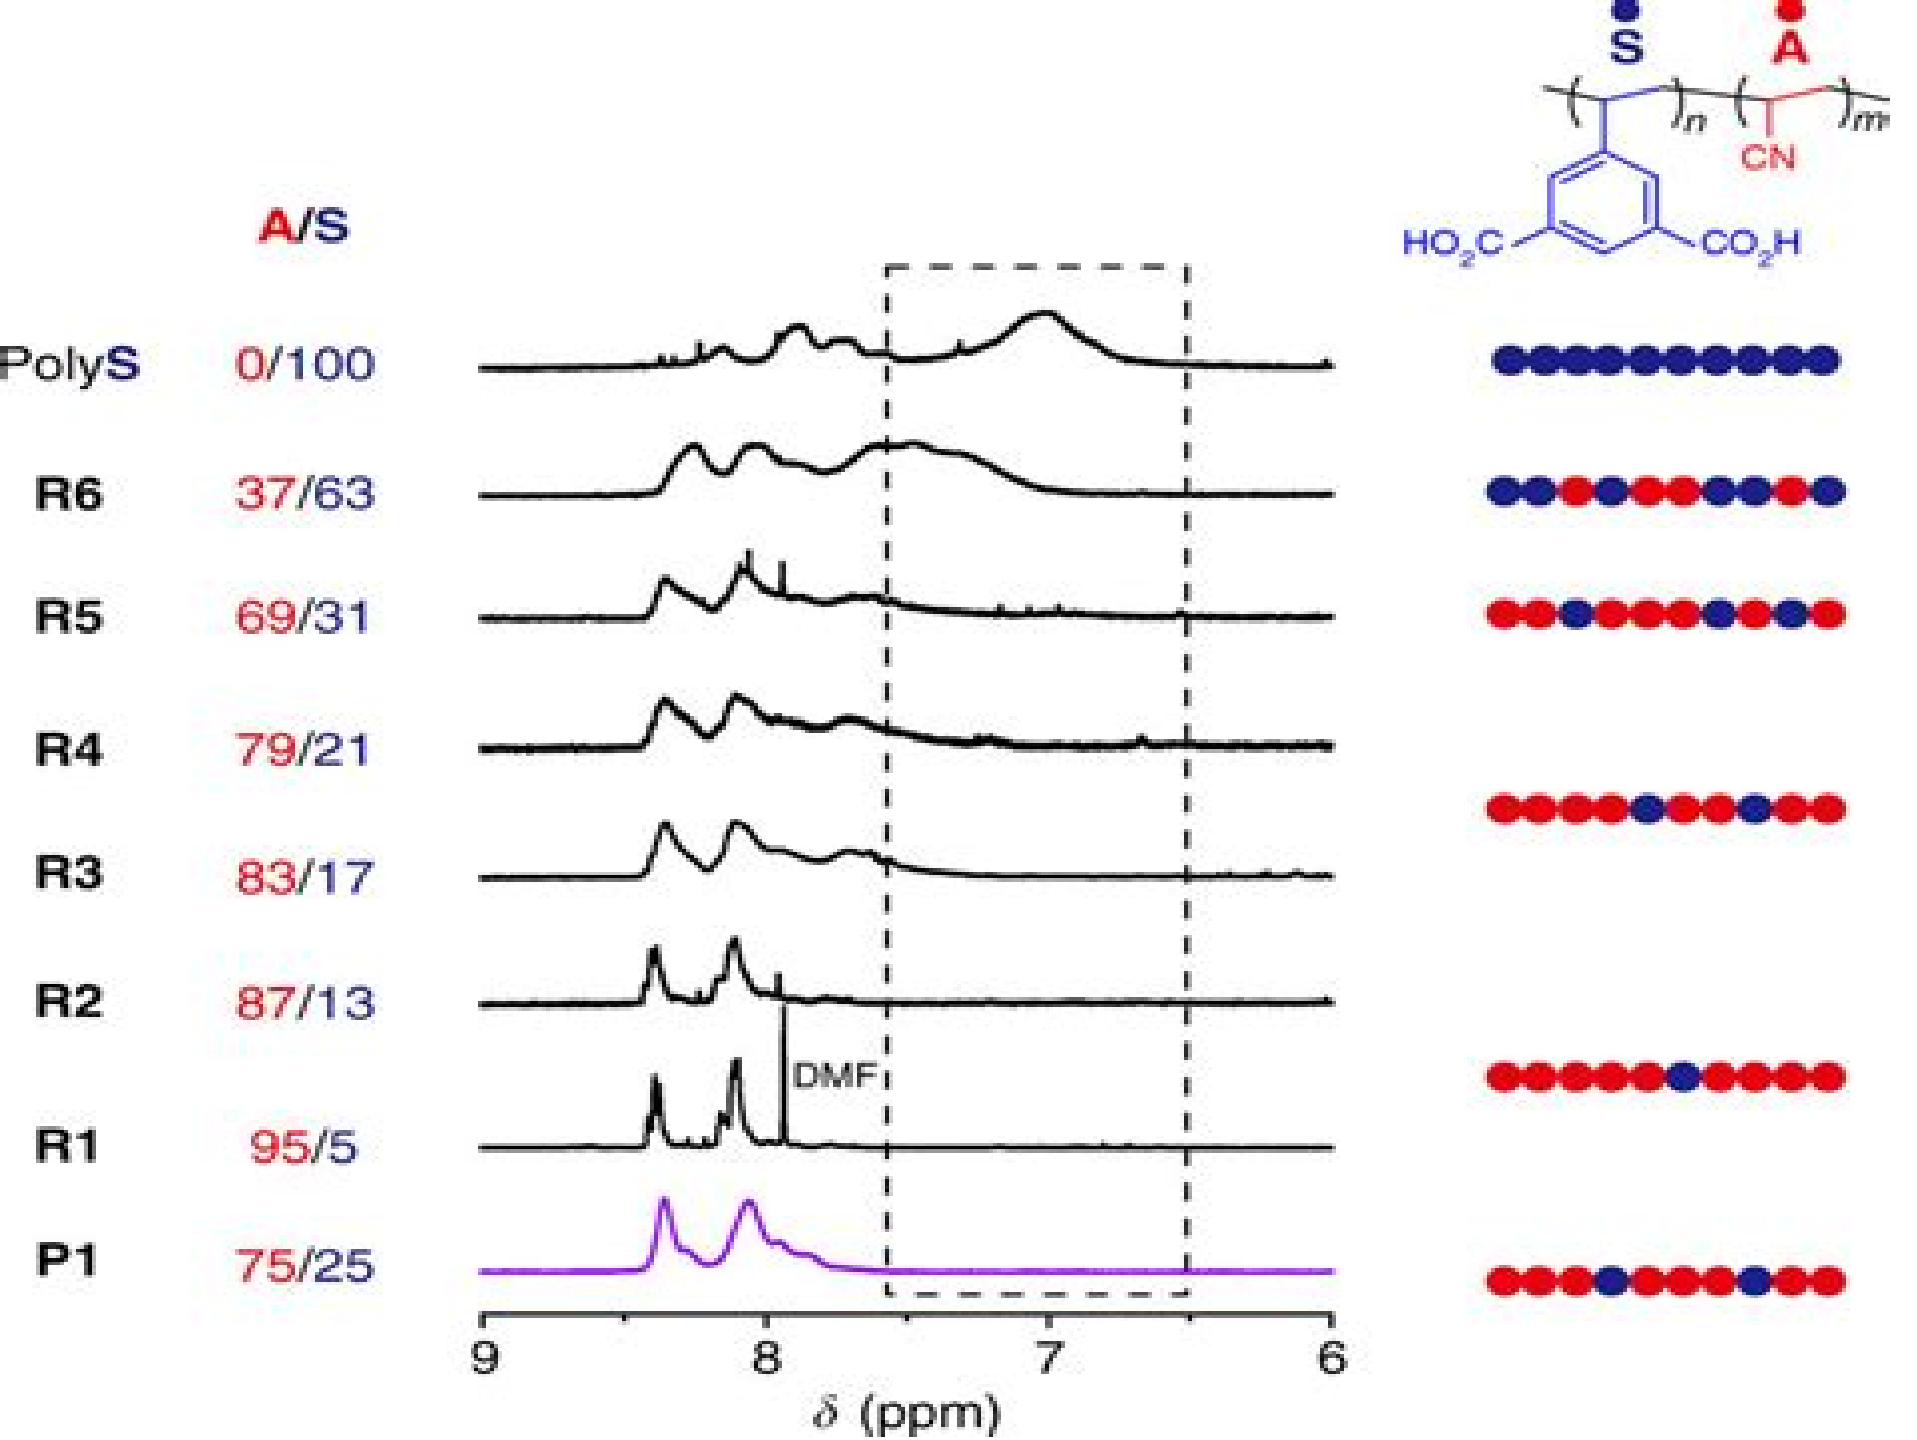 S A
n m
CN
HO2C CO2H
A/S
PolyS 0/100
R6 37/63
R5 69/31
R4 79/21
R3 83/17
R2 87/13
DMF
R1 95/5
P1 75/25
9 8 7 6
δ (ppm)